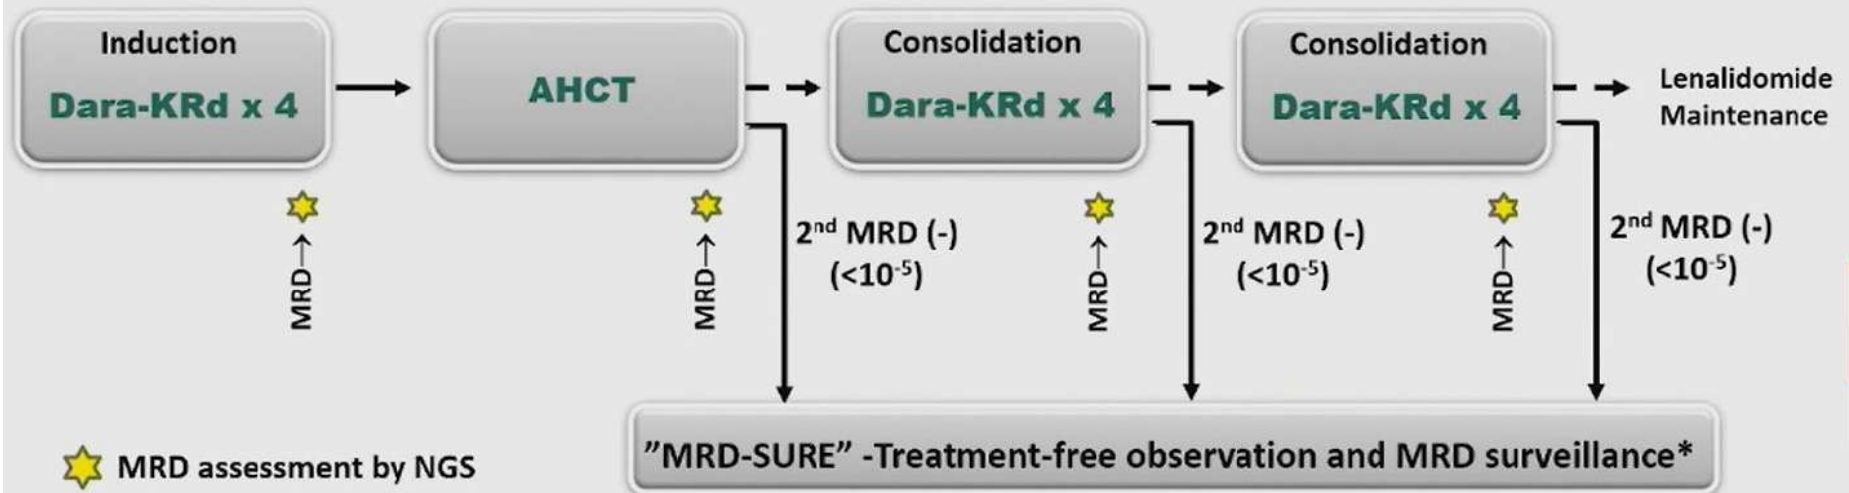 Induction
Dara-KRd x 4
AHCT
Consolidation
Dara-KRd x 4
Consolidation
Dara-KRd x 4
Lenalidomide
Maintenance
MRD→
MRD→
2nd MRD (-)
(<10-5)
MRD→
2nd MRD (-)
(<10-5)
MRD→
2nd MRD (-)
(<10-5)
MRD assessment by NGS
”MRD-SURE” -Treatment-free observation and MRD surveillance*